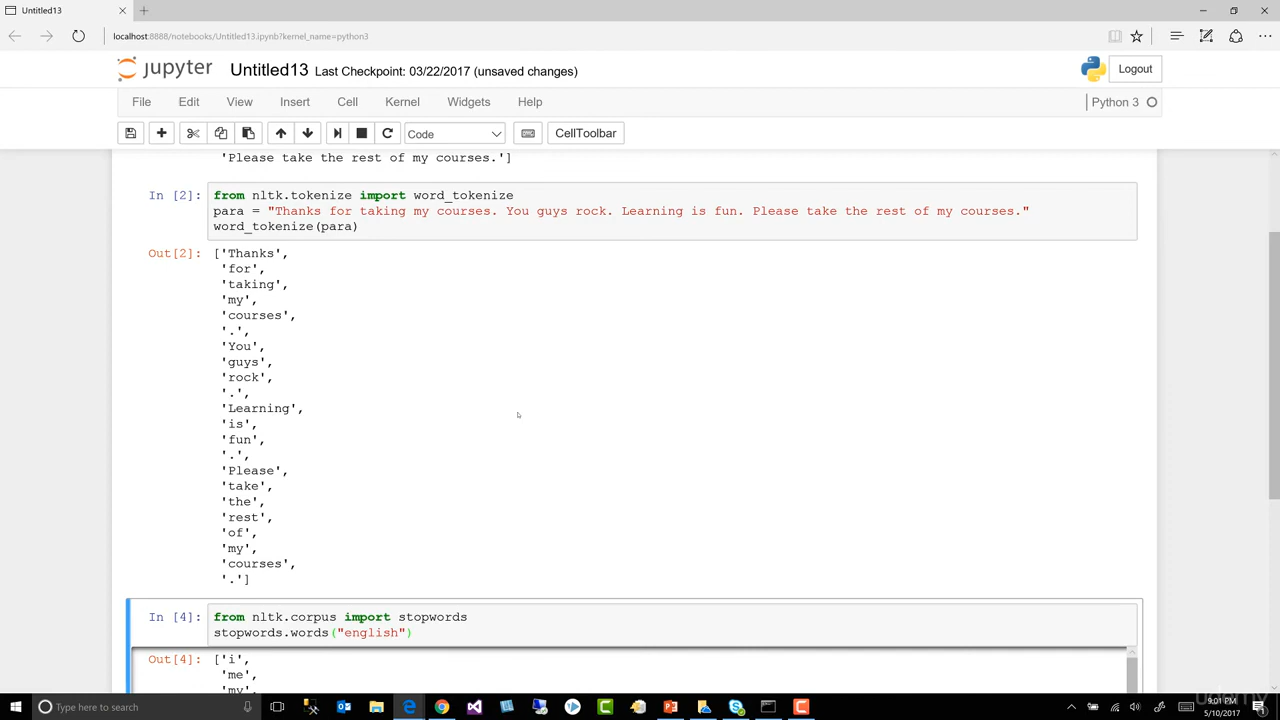 Untitled13
localhost:8888/notebooks/Untitled13.ipynb?kernel_name=python3
jupyter Untitled13 Last Checkpoint: 03/22/2017 (unsaved changes)
Logout
File Edit View Insert Cell Kernel Widgets Help
Python 3
Code
CellToolbar
'Please take the rest of my courses.']
In [2]: from nltk.tokenize import word_tokenize
para = "Thanks for taking my courses. You guys rock. Learning is fun. Please take the rest of my courses."
word_tokenize(para)
Out[2]: ['Thanks',
'for',
'taking',
'my',
'courses',
'.',
'You',
'guys',
'rock',
'.',
'Learning',
'is',
'fun',
'.',
'Please',
'take',
'the',
'rest',
'of',
'my',
'courses',
'.']
In [4]: from nltk.corpus import stopwords
stopwords.words("english")
Out[4]: ['i',
'me',
'my',
Type here to search
9:01 PM
5/10/2017
udemy